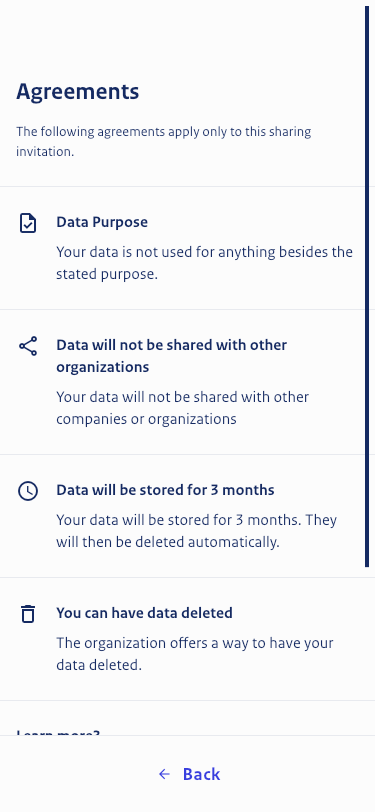 Agreements
The following agreements apply only to this sharing
invitation.
Data Purpose
Your data is not used for anything besides the
stated purpose.
Data will not be shared with other
organizations
Your data will not be shared with other
companies or organizations
Data will be stored for 3 months
Your data will be stored for 3 months. They
will then be deleted automatically.
You can have data deleted
The organization offers a way to have your
data deleted.
Learn more?
Back